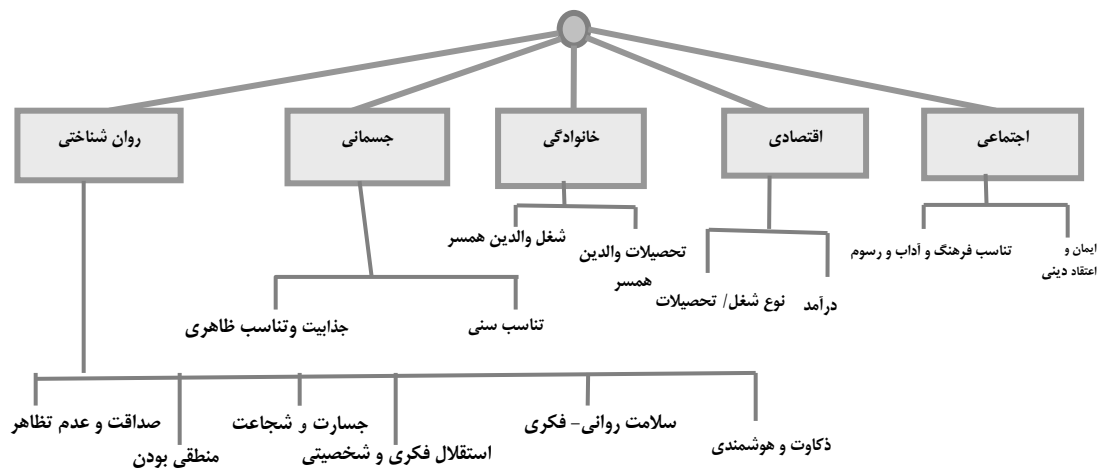 اجتماعی
اقتصادی
خانوادگی
جسمانی
روان شناختی
ایمان و
اعتقاد دینی
تناسب فرهنگ و آداب و رسوم
درآمد
نوع شغل/ تحصیلات
تحصیلات والدین
همسر
شغل والدین همسر
تناسب سنی
جذابیت وتناسب ظاهری
ذکاوت و هوشمندی
سلامت روانی- فکری
استقلال فکری و شخصیتی
جسارت و شجاعت
منطقی بودن
صداقت و عدم تظاهر